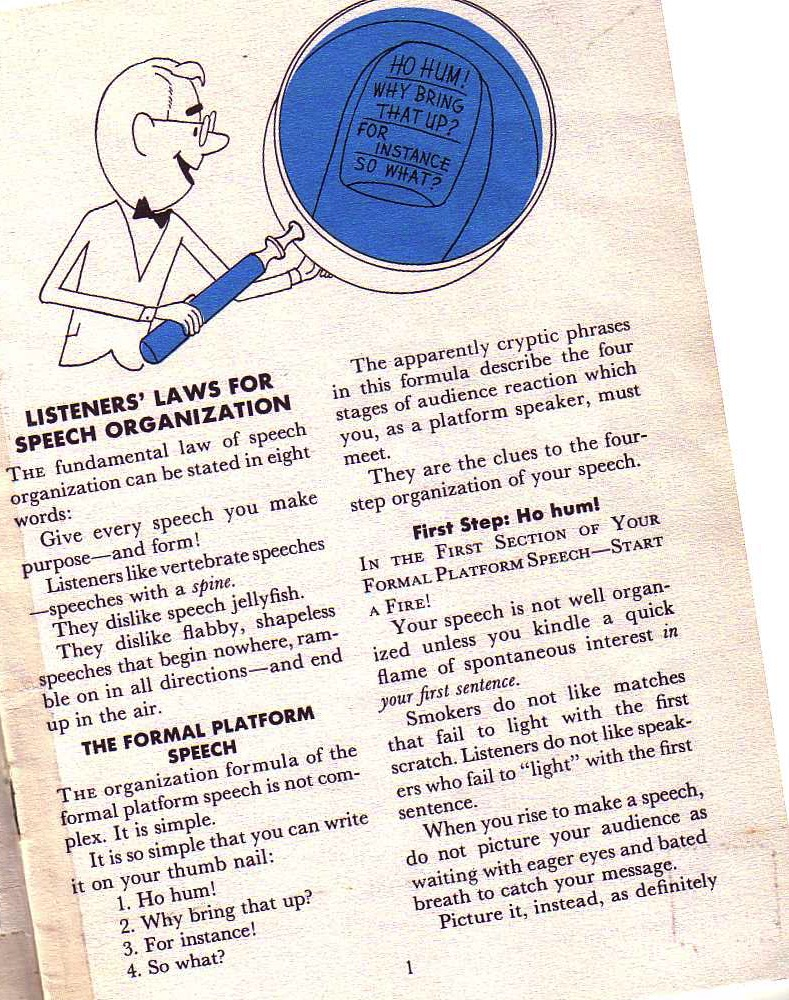 HO HUM!
WHY BRING
THAT UP?
FOR
INSTANCE
SO WHAT?
LISTENERS' LAWS FOR
SPEECH ORGANIZATION
THE fundamental law of speech
organization can be stated in eight
words:
Give every speech you make
purpose—and form!
Listeners like vertebrate speeches
—speeches with a spine.
They dislike speech jellyfish.
They dislike flabby, shapeless
speeches that begin nowhere, ram-
ble on in all directions—and end
up in the air.
THE FORMAL PLATFORM
SPEECH
THE organization formula of the
formal platform speech is not com-
plex. It is simple.
It is so simple that you can write
it on your thumb nail:
1. Ho hum!
2. Why bring that up?
3. For instance!
4. So what?
The apparently cryptic phrases
in this formula describe the four
stages of audience reaction which
you, as a platform speaker, must
meet.
They are the clues to the four-
step organization of your speech.
First Step: Ho hum!
IN THE FIRST SECTION OF YOUR
FORMAL PLATFORM SPEECH—START
A FIRE!
Your speech is not well organ-
ized unless you kindle a quick
flame of spontaneous interest in
your first sentence.
Smokers do not like matches
that fail to light with the first
scratch. Listeners do not like speak-
ers who fail to "light" with the first
sentence.
When you rise to make a speech,
do not picture your audience as
waiting with eager eyes and bated
breath to catch your message.
Picture it, instead, as definitely
1